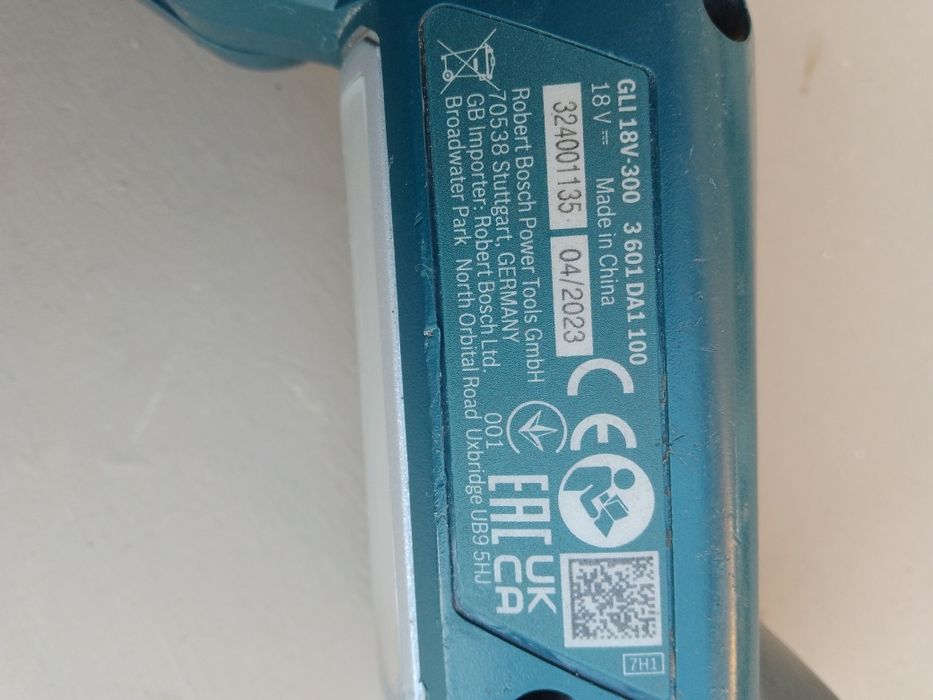 GLI 18V-300 3 601 DA1 100
18 V Made in China
324001135 04/2023
Robert Bosch Power Tools GmbH
70538 Stuttgart, GERMANY
GB Importer: Robert Bosch Ltd.
Broadwater Park North Orbital Road Uxbridge UB9 5HJ
001
CE
EAC
UK
CA
7H1